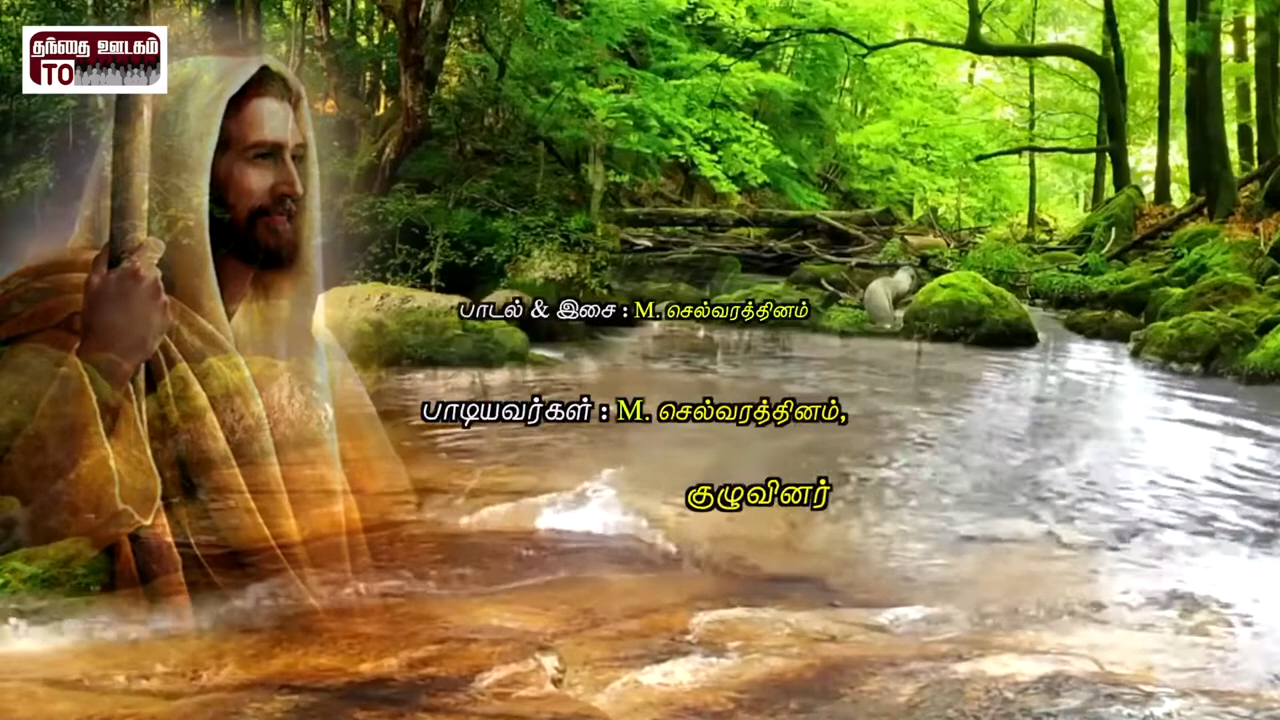 தந்தை ஊடகம்
TO
பாடல் & இசை : M. செல்வரத்தினம்
பாடியவர்கள் : M. செல்வரத்தினம்,
குழுவினர்